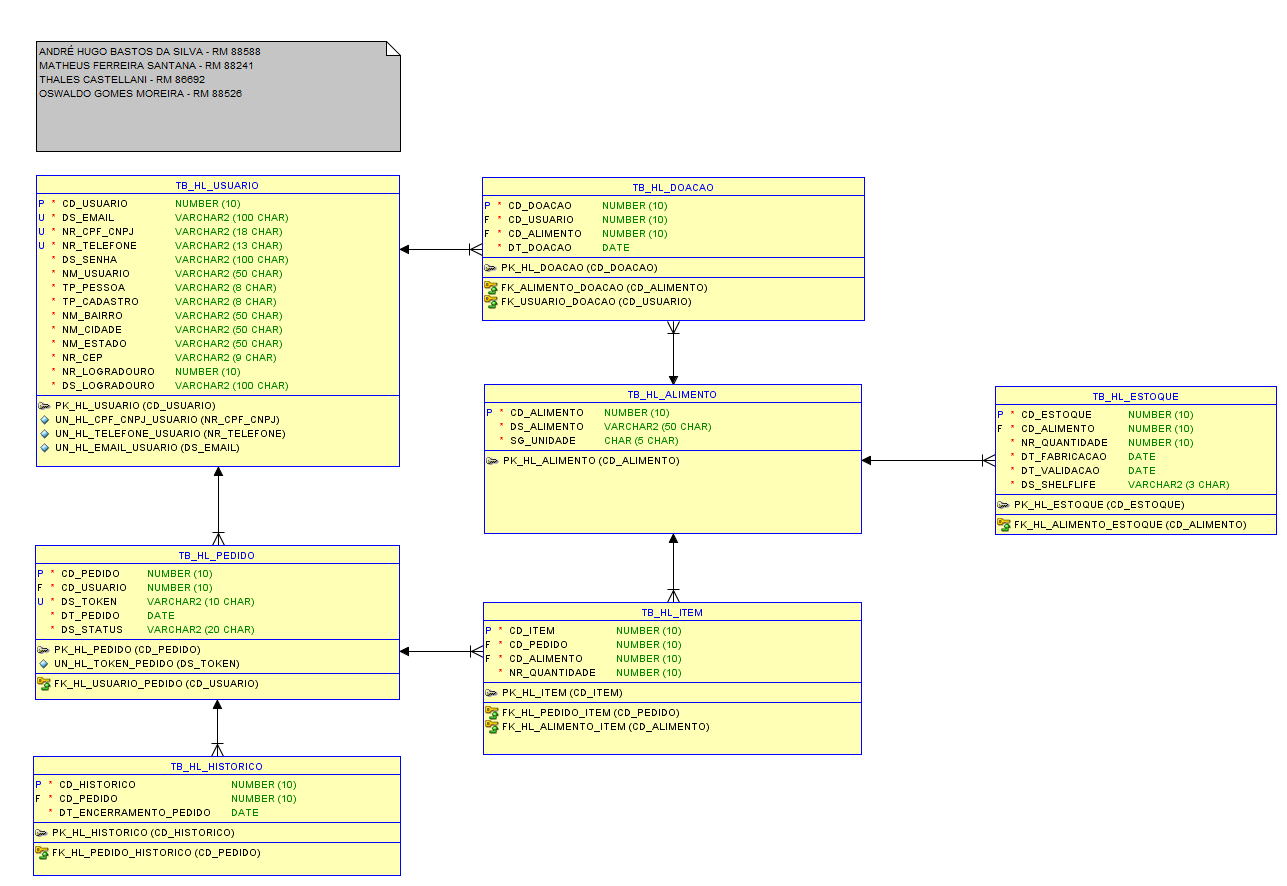 ANDRÉ HUGO BASTOS DA SILVA - RM 88588
MATHEUS FERREIRA SANTANA - RM 88241
THALES CASTELLANI - RM 86692
OSWALDO GOMES MOREIRA - RM 88526
TB_HL_USUARIO
P * CD_USUARIO NUMBER (10)
U * DS_EMAIL VARCHAR2 (100 CHAR)
U * NR_CPF_CNPJ VARCHAR2 (18 CHAR)
U * NR_TELEFONE VARCHAR2 (13 CHAR)
* DS_SENHA VARCHAR2 (100 CHAR)
* NM_USUARIO VARCHAR2 (50 CHAR)
* TP_PESSOA VARCHAR2 (8 CHAR)
* TP_CADASTRO VARCHAR2 (8 CHAR)
* NM_BAIRRO VARCHAR2 (50 CHAR)
* NM_CIDADE VARCHAR2 (50 CHAR)
* NM_ESTADO VARCHAR2 (50 CHAR)
* NR_CEP VARCHAR2 (9 CHAR)
* NR_LOGRADOURO NUMBER (10)
* DS_LOGRADOURO VARCHAR2 (100 CHAR)
PK_HL_USUARIO (CD_USUARIO)
UN_HL_CPF_CNPJ_USUARIO (NR_CPF_CNPJ)
UN_HL_TELEFONE_USUARIO (NR_TELEFONE)
UN_HL_EMAIL_USUARIO (DS_EMAIL)
TB_HL_DOACAO
P * CD_DOACAO NUMBER (10)
F * CD_USUARIO NUMBER (10)
F * CD_ALIMENTO NUMBER (10)
* DT_DOACAO DATE
PK_HL_DOACAO (CD_DOACAO)
FK_ALIMENTO_DOACAO (CD_ALIMENTO)
FK_USUARIO_DOACAO (CD_USUARIO)
TB_HL_ALIMENTO
P * CD_ALIMENTO NUMBER (10)
* DS_ALIMENTO VARCHAR2 (50 CHAR)
* SG_UNIDADE CHAR (5 CHAR)
PK_HL_ALIMENTO (CD_ALIMENTO)
TB_HL_ESTOQUE
P * CD_ESTOQUE NUMBER (10)
F * CD_ALIMENTO NUMBER (10)
* NR_QUANTIDADE NUMBER (10)
* DT_FABRICACAO DATE
* DT_VALIDACAO DATE
* DS_SHELFLIFE VARCHAR2 (3 CHAR)
PK_HL_ESTOQUE (CD_ESTOQUE)
FK_HL_ALIMENTO_ESTOQUE (CD_ALIMENTO)
TB_HL_PEDIDO
P * CD_PEDIDO NUMBER (10)
F * CD_USUARIO NUMBER (10)
U * DS_TOKEN VARCHAR2 (10 CHAR)
* DT_PEDIDO DATE
* DS_STATUS VARCHAR2 (20 CHAR)
PK_HL_PEDIDO (CD_PEDIDO)
UN_HL_TOKEN_PEDIDO (DS_TOKEN)
FK_HL_USUARIO_PEDIDO (CD_USUARIO)
TB_HL_ITEM
P * CD_ITEM NUMBER (10)
F * CD_PEDIDO NUMBER (10)
F * CD_ALIMENTO NUMBER (10)
* NR_QUANTIDADE NUMBER (10)
PK_HL_ITEM (CD_ITEM)
FK_HL_PEDIDO_ITEM (CD_PEDIDO)
FK_HL_ALIMENTO_ITEM (CD_ALIMENTO)
TB_HL_HISTORICO
P * CD_HISTORICO NUMBER (10)
F * CD_PEDIDO NUMBER (10)
* DT_ENCERRAMENTO_PEDIDO DATE
PK_HL_HISTORICO (CD_HISTORICO)
FK_HL_PEDIDO_HISTORICO (CD_PEDIDO)